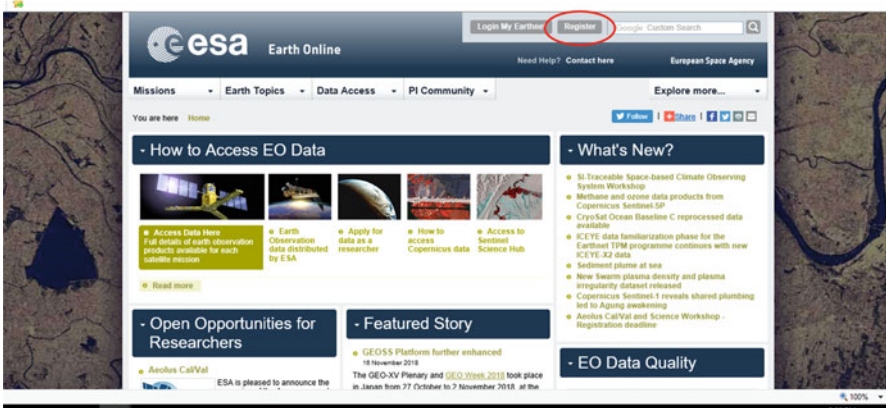 Login My Earthnet
Register
Google Custom Search
esa
Earth Online
Need Help? Contact here
European Space Agency
Missions
Earth Topics
Data Access
PI Community
Explore more...
You are here Home
Follow
Share
- How to Access EO Data
Access Data Here
Full details of earth observation
products available for each
satellite mission
Earth
Observation
data distributed
by ESA
Apply for
data as a
researcher
How to
access
Copernicus data
Access to
Sentinel
Science Hub
Read more
- What's New?
SI-Traceable Space-based Climate Observing
System Workshop
Methane and ozone data products from
Copernicus Sentinel-5P
CryoSat Ocean Baseline C reprocessed data
available
ICEYE data familiarization phase for the
Earthnet TPM programme continues with new
ICEYE-X2 data
Sediment plume at sea
New Swarm plasma density and plasma
irregularity dataset released
Copernicus Sentinel-1 reveals shared plumbing
led to Agung awakening
Aeolus Cal/Val and Science Workshop -
Registration deadline
- Open Opportunities for
Researchers
Aeolus Cal/Val
ESA is pleased to announce the
- Featured Story
GEOSS Platform further enhanced
16 November 2018
The GEO-XV Plenary and GEO Week 2018 took place
in Japan from 27 October to 2 November 2018, at the
- EO Data Quality
100%